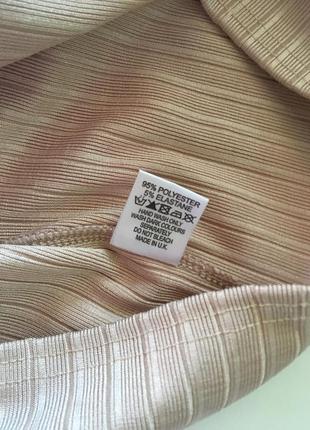 95% POLYESTER
5% ELASTANE
HAND WASH ONLY
WASH DARK COLOURS
SEPARATELY
DO NOT BLEACH
MADE IN U.K.